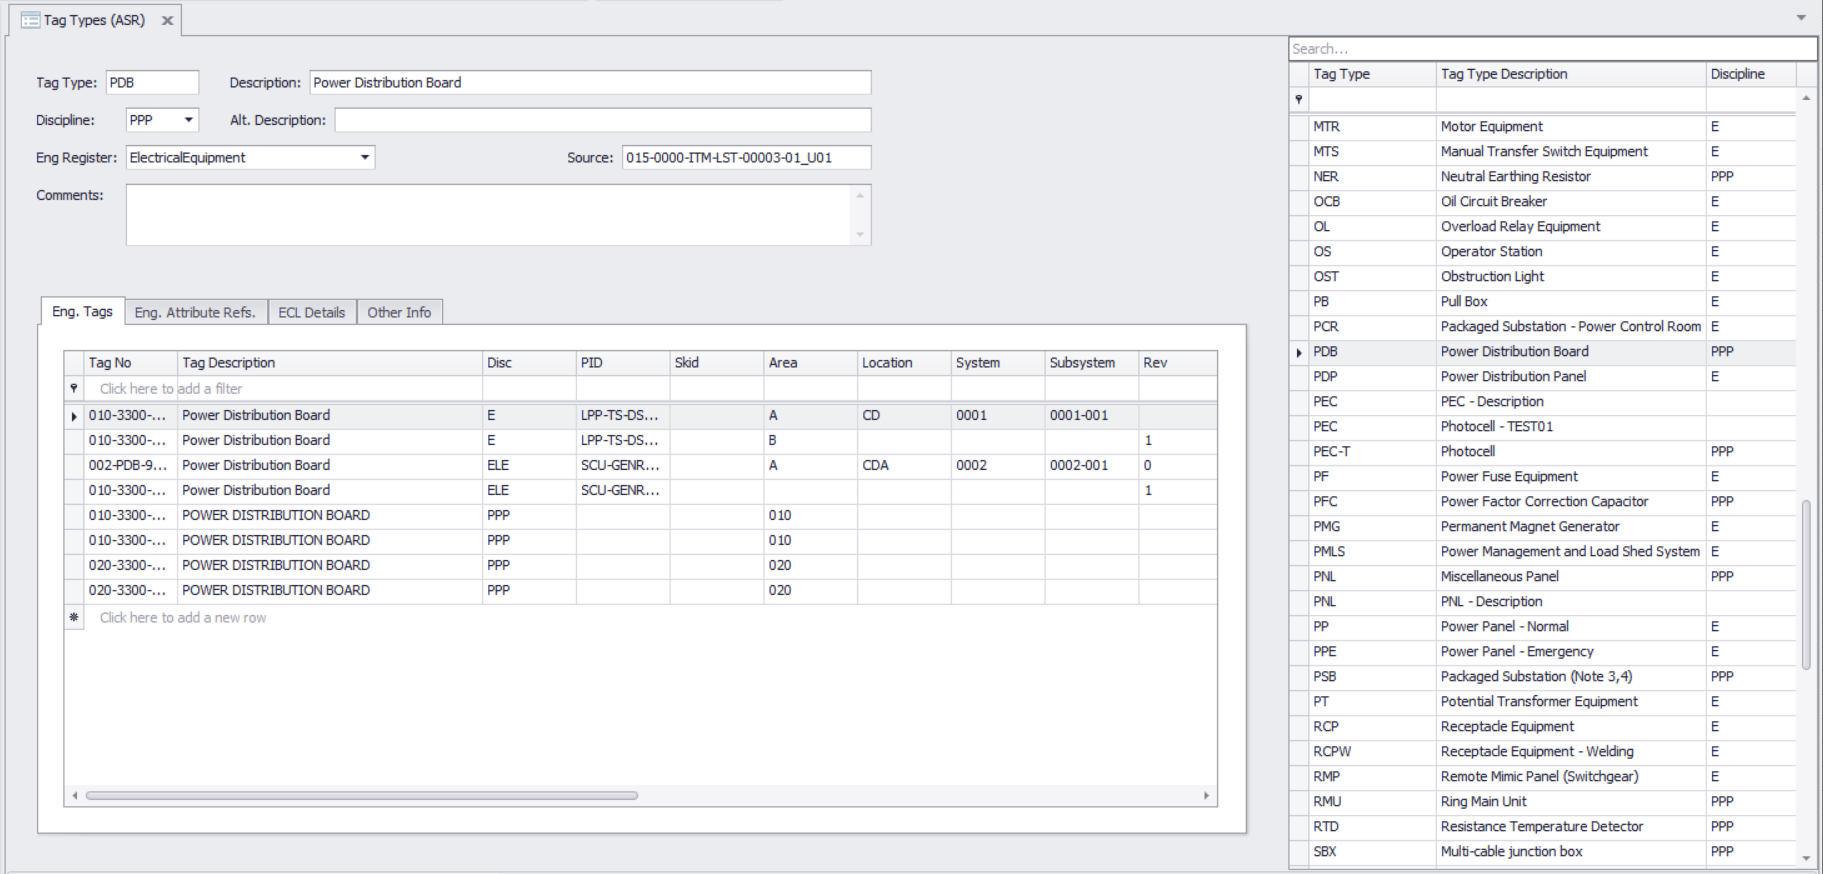 Tag Types (ASR)
Tag Type: PDB Description: Power Distribution Board
Discipline: PPP Alt. Description:
Eng Register: ElectricalEquipment Source: 015-0000-ITM-LST-00003-01_U01
Comments:
Eng. Tags Eng. Attribute Refs. ECL Details Other Info
Tag No Tag Description Disc PID Skid Area Location System Subsystem Rev
Click here to add a filter
010-3300-... Power Distribution Board E LPP-TS-DS... A CD 0001 0001-001
010-3300-... Power Distribution Board E LPP-TS-DS... B 1
002-PDB-9... Power Distribution Board ELE SCU-GENR... A CDA 0002 0002-001 0
010-3300-... Power Distribution Board ELE SCU-GENR... 1
010-3300-... POWER DISTRIBUTION BOARD PPP 010
010-3300-... POWER DISTRIBUTION BOARD PPP 010
020-3300-... POWER DISTRIBUTION BOARD PPP 020
020-3300-... POWER DISTRIBUTION BOARD PPP 020
Click here to add a new row
Search...
Tag Type Tag Type Description Discipline
MTR Motor Equipment E
MTS Manual Transfer Switch Equipment E
NER Neutral Earthing Resistor PPP
OCB Oil Circuit Breaker E
OL Overload Relay Equipment E
OS Operator Station E
OST Obstruction Light E
PB Pull Box E
PCR Packaged Substation - Power Control Room E
PDB Power Distribution Board PPP
PDP Power Distribution Panel E
PEC PEC - Description
PEC Photocell - TEST01
PEC-T Photocell PPP
PF Power Fuse Equipment E
PFC Power Factor Correction Capacitor PPP
PMG Permanent Magnet Generator E
PMLS Power Management and Load Shed System E
PNL Miscellaneous Panel PPP
PNL PNL - Description
PP Power Panel - Normal E
PPE Power Panel - Emergency E
PSB Packaged Substation (Note 3,4) PPP
PT Potential Transformer Equipment E
RCP Receptacle Equipment E
RCPW Receptacle Equipment - Welding E
RMP Remote Mimic Panel (Switchgear) E
RMU Ring Main Unit PPP
RTD Resistance Temperature Detector PPP
SBX Multi-cable junction box PPP